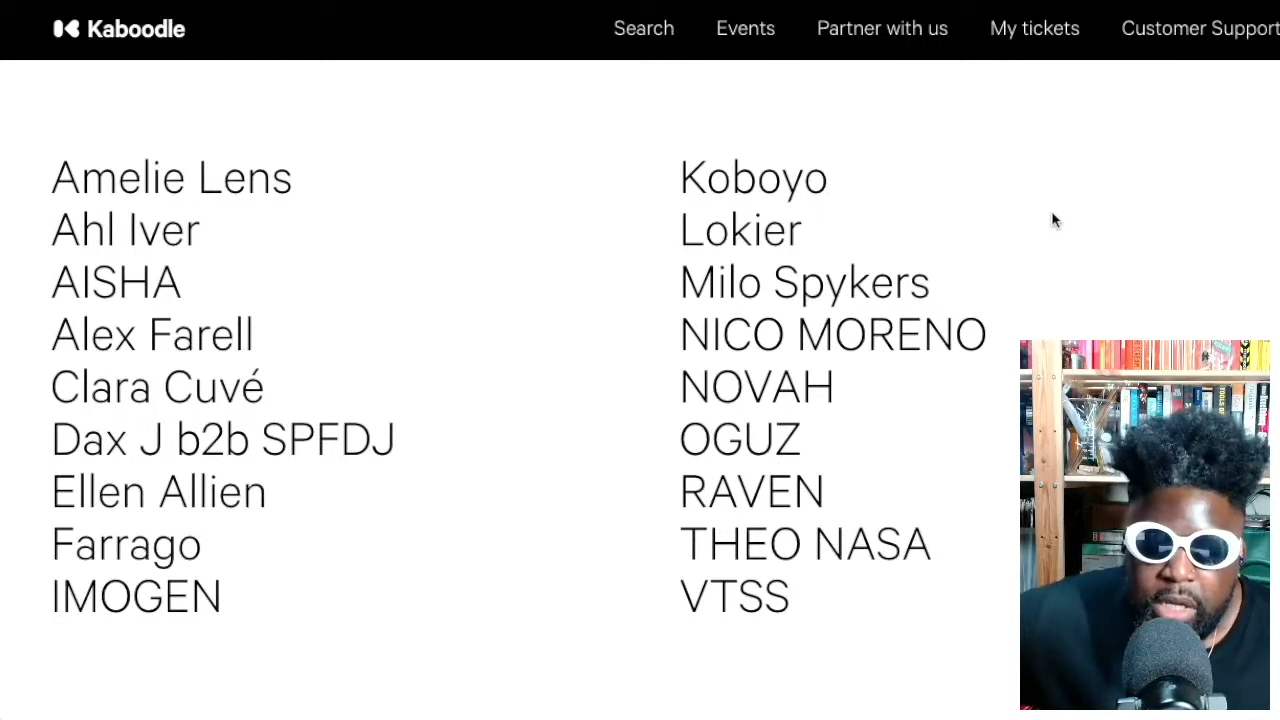 Kaboodle
Search
Events
Partner with us
My tickets
Customer Support
Amelie Lens
Ahl Iver
AISHA
Alex Farell
Clara Cuvé
Dax J b2b SPFDJ
Ellen Allien
Farrago
IMOGEN
Koboyo
Lokier
Milo Spykers
NICO MORENO
NOVAH
OGUZ
RAVEN
THEO NASA
VTSS